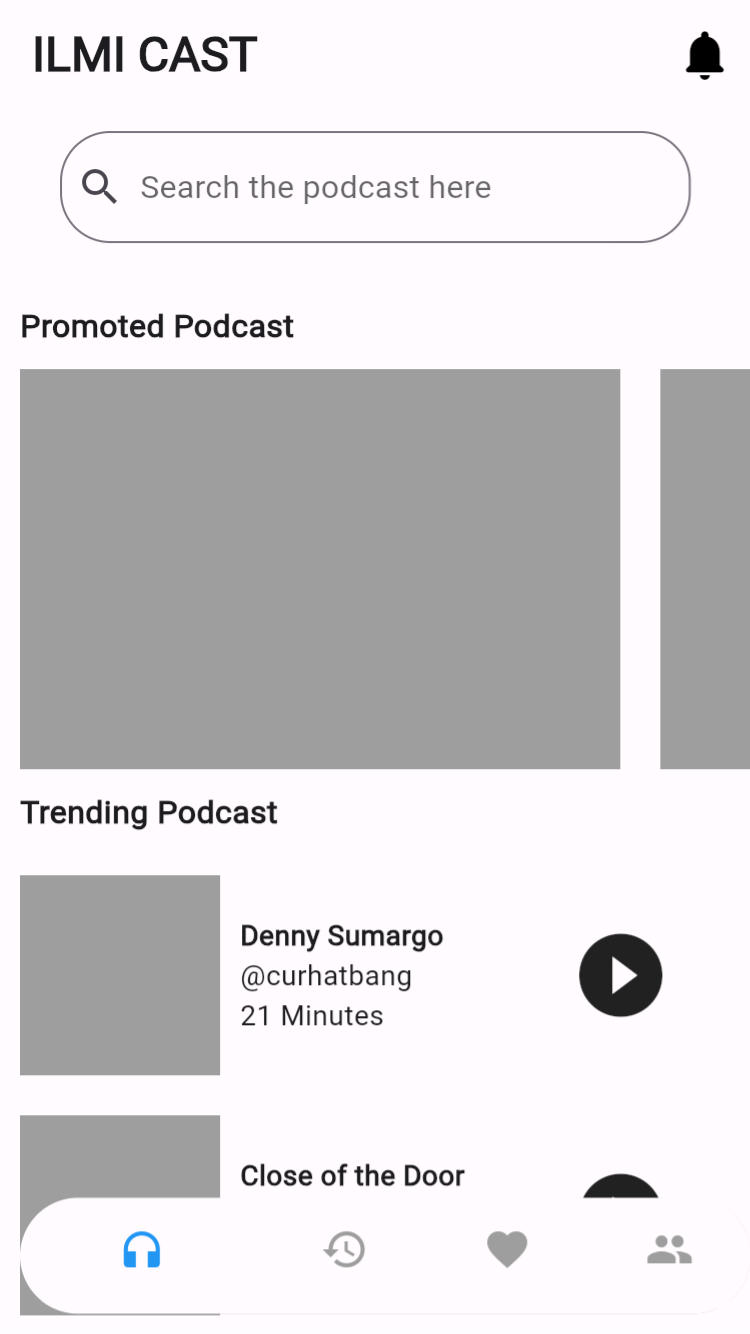 ILMI CAST
Search the podcast here
Promoted Podcast
Trending Podcast
Denny Sumargo
@curhatbang
21 Minutes
Close of the Door